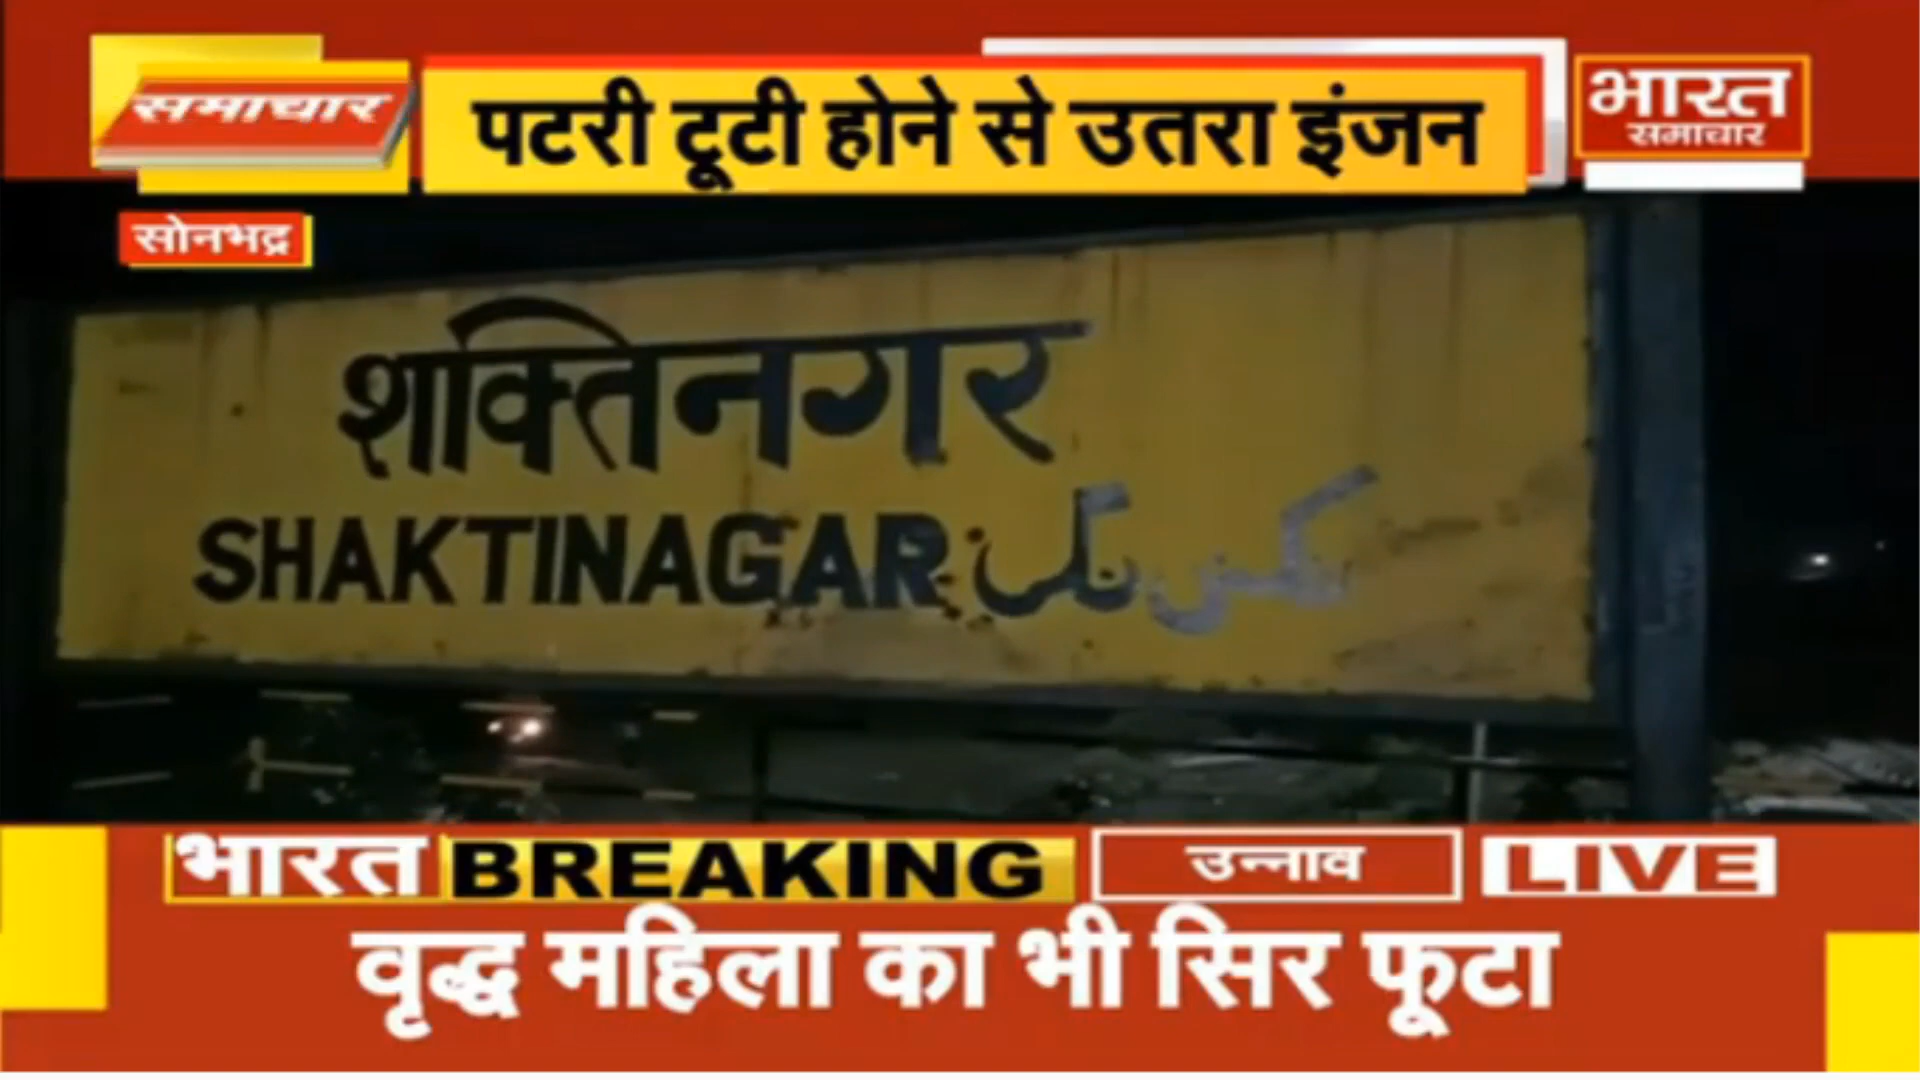 समाचार
पटरी टूटी होने से उतरा इंजन
भारत
समाचार
सोनभद्र
शक्तिनगर
SHAKTINAGAR
भारत BREAKING
उन्नाव
LIVE
वृद्ध महिला का भी सिर फूटा